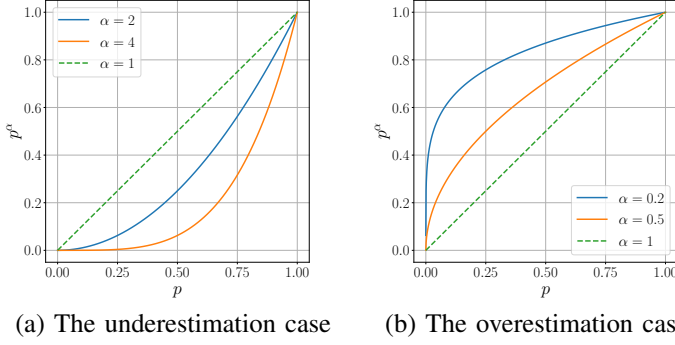 1.0
0.8
0.6
0.4
0.2
0.0
p^α
α = 2
α = 4
α = 1
0.00 0.25 0.50 0.75 1.00
p
(a) The underestimation case
1.0
0.8
0.6
0.4
0.2
0.0
p^α
α = 0.2
α = 0.5
α = 1
0.00 0.25 0.50 0.75 1.00
p
(b) The overestimation cas